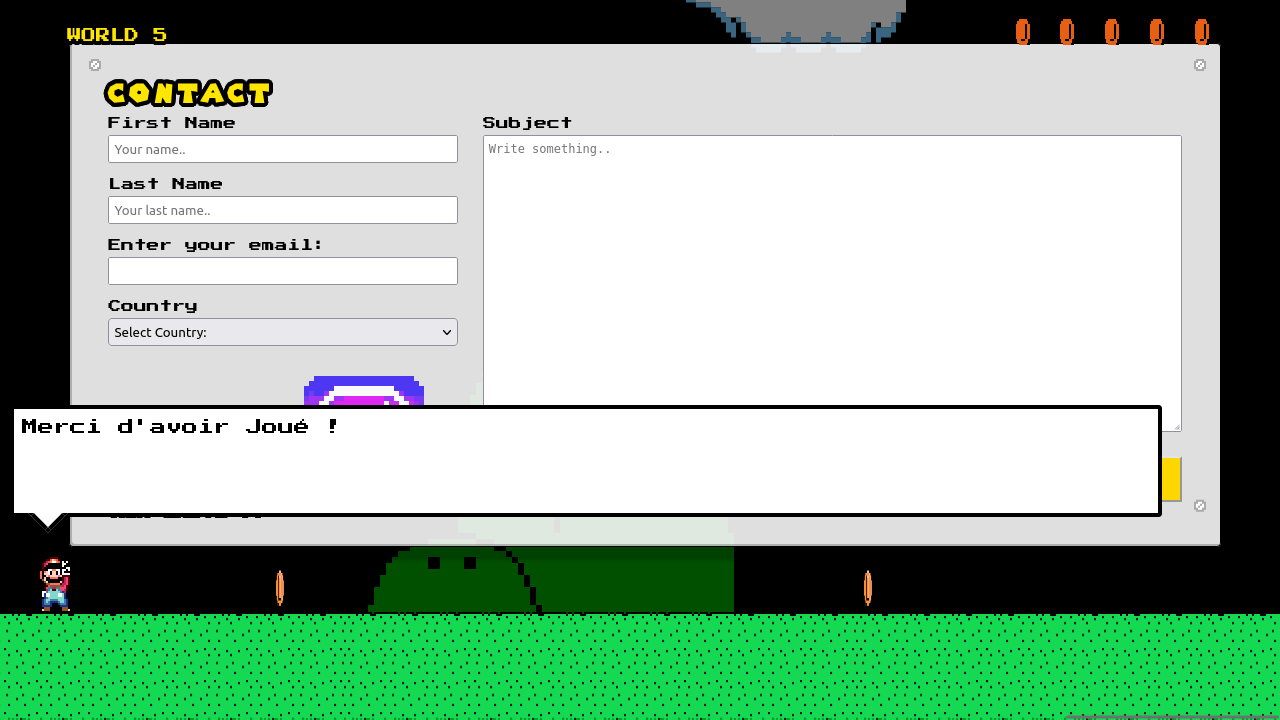 WORLD 5
CONTACT
First Name
Your name..
Last Name
Your last name..
Enter your email:
Country
Select Country:
Subject
Write something..
Merci d'avoir Joué !